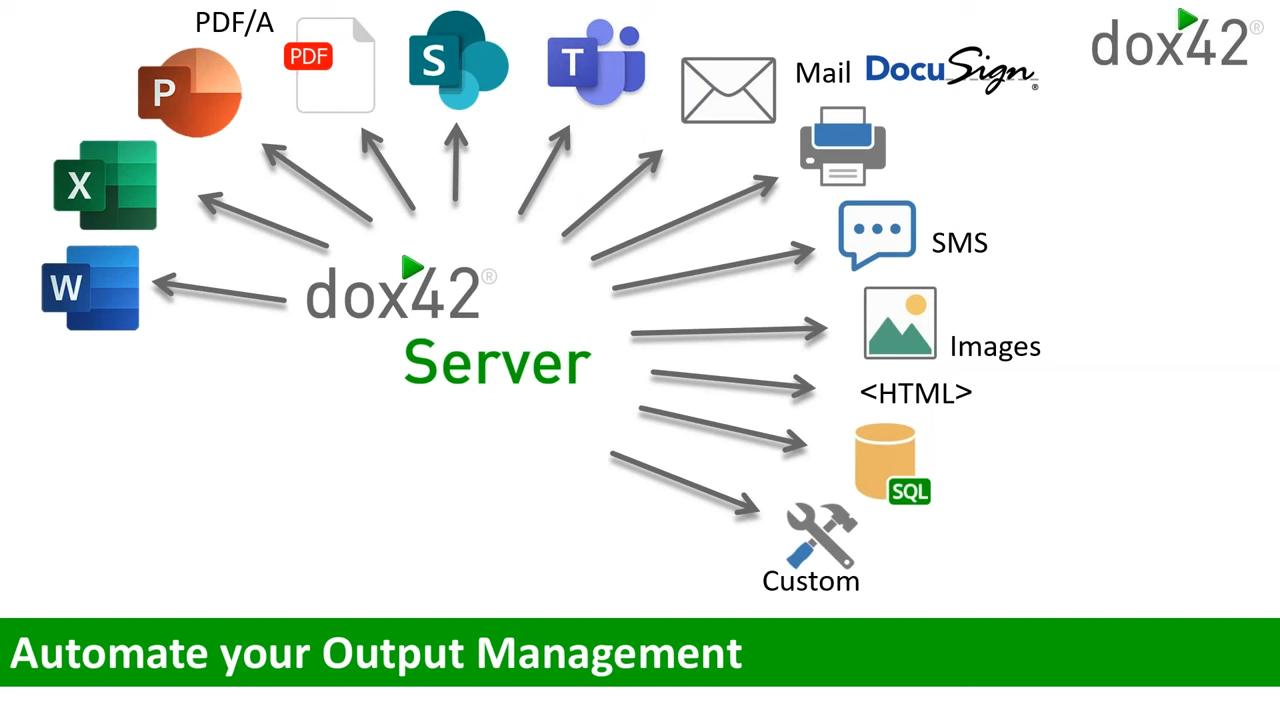 PDF/A
dox42®
PDF
S
T
P
Mail
DocuSign®
X
SMS
W
dox42®
Server
Images
<HTML>
SQL
Custom
Automate your Output Management